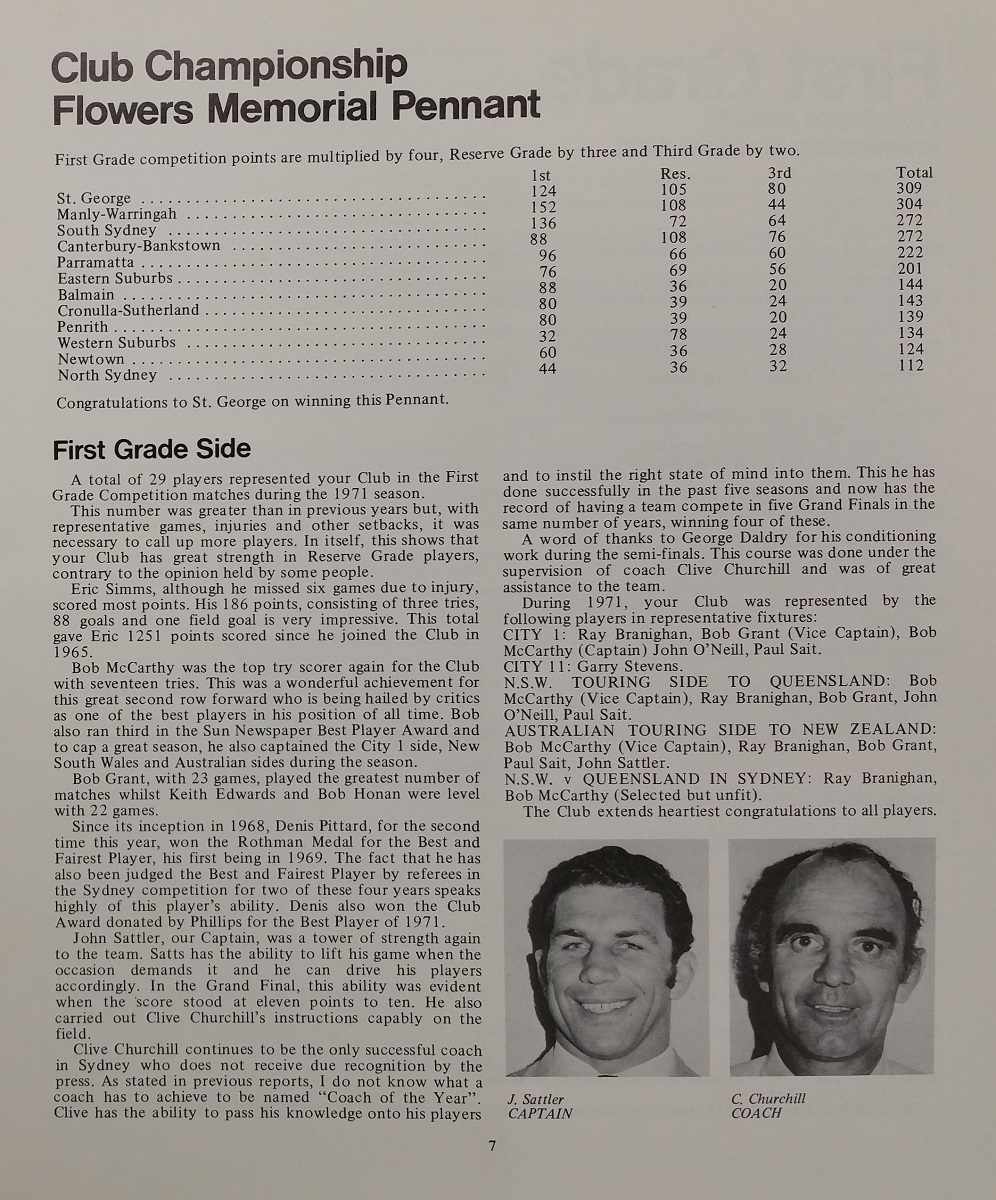 Club Championship
Flowers Memorial Pennant
First Grade competition points are multiplied by four, Reserve Grade by three and Third Grade by two.
1st Res. 3rd Total
St. George . . . . . . . . . . . . . . . . . . . . . . . . . . . . . . . . . . . . . 124 105 80 309
Manly-Warringah . . . . . . . . . . . . . . . . . . . . . . . . . . . . . . . . 152 108 44 304
South Sydney . . . . . . . . . . . . . . . . . . . . . . . . . . . . . . . . . . 136 72 64 272
Canterbury-Bankstown . . . . . . . . . . . . . . . . . . . . . . . . . . . 88 108 76 272
Parramatta . . . . . . . . . . . . . . . . . . . . . . . . . . . . . . . . . . . . . 96 66 60 222
Eastern Suburbs . . . . . . . . . . . . . . . . . . . . . . . . . . . . . . . . . 76 69 56 201
Balmain . . . . . . . . . . . . . . . . . . . . . . . . . . . . . . . . . . . . . . . 88 36 20 144
Cronulla-Sutherland . . . . . . . . . . . . . . . . . . . . . . . . . . . . . . 80 39 24 143
Penrith . . . . . . . . . . . . . . . . . . . . . . . . . . . . . . . . . . . . . . . . 80 39 20 139
Western Suburbs . . . . . . . . . . . . . . . . . . . . . . . . . . . . . . . . 32 78 24 134
Newtown . . . . . . . . . . . . . . . . . . . . . . . . . . . . . . . . . . . . . . 60 36 28 124
North Sydney . . . . . . . . . . . . . . . . . . . . . . . . . . . . . . . . . . 44 36 32 112
Congratulations to St. George on winning this Pennant.
First Grade Side
A total of 29 players represented your Club in the First
Grade Competition matches during the 1971 season.
This number was greater than in previous years but, with
representative games, injuries and other setbacks, it was
necessary to call up more players. In itself, this shows that
your Club has great strength in Reserve Grade players,
contrary to the opinion held by some people.
Eric Simms, although he missed six games due to injury,
scored most points. His 186 points, consisting of three tries,
88 goals and one field goal is very impressive. This total
gave Eric 1251 points scored since he joined the Club in
1965.
Bob McCarthy was the top try scorer again for the Club
with seventeen tries. This was a wonderful achievement for
this great second row forward who is being hailed by critics
as one of the best players in his position of all time. Bob
also ran third in the Sun Newspaper Best Player Award and
to cap a great season, he also captained the City 1 side, New
South Wales and Australian sides during the season.
Bob Grant, with 23 games, played the greatest number of
matches whilst Keith Edwards and Bob Honan were level
with 22 games.
Since its inception in 1968, Denis Pittard, for the second
time this year, won the Rothman Medal for the Best and
Fairest Player, his first being in 1969. The fact that he has
also been judged the Best and Fairest Player by referees in
the Sydney competition for two of these four years speaks
highly of this player's ability. Denis also won the Club
Award donated by Phillips for the Best Player of 1971.
John Sattler, our Captain, was a tower of strength again
to the team. Satts has the ability to lift his game when the
occasion demands it and he can drive his players
accordingly. In the Grand Final, this ability was evident
when the score stood at eleven points to ten. He also
carried out Clive Churchill's instructions capably on the
field.
Clive Churchill continues to be the only successful coach
in Sydney who does not receive due recognition by the
press. As stated in previous reports, I do not know what a
coach has to achieve to be named “Coach of the Year”.
Clive has the ability to pass his knowledge onto his players
and to instil the right state of mind into them. This he has
done successfully in the past five seasons and now has the
record of having a team compete in five Grand Finals in the
same number of years, winning four of these.
A word of thanks to George Daldry for his conditioning
work during the semi-finals. This course was done under the
supervision of coach Clive Churchill and was of great
assistance to the team.
During 1971, your Club was represented by the
following players in representative fixtures:
CITY 1: Ray Branighan, Bob Grant (Vice Captain), Bob
McCarthy (Captain) John O'Neill, Paul Sait.
CITY 11: Garry Stevens.
N.S.W. TOURING SIDE TO QUEENSLAND: Bob
McCarthy (Vice Captain), Ray Branighan, Bob Grant, John
O'Neill, Paul Sait.
AUSTRALIAN TOURING SIDE TO NEW ZEALAND:
Bob McCarthy (Vice Captain), Ray Branighan, Bob Grant,
Paul Sait, John Sattler.
N.S.W. v QUEENSLAND IN SYDNEY: Ray Branighan,
Bob McCarthy (Selected but unfit).
The Club extends heartiest congratulations to all players.
J. Sattler
CAPTAIN
C. Churchill
COACH
7